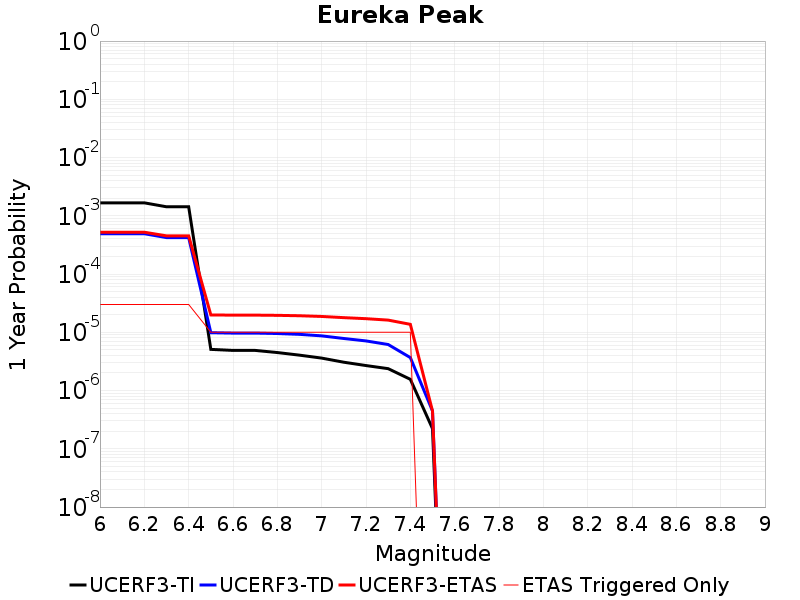 Eureka Peak
10^0
10^-1
10^-2
10^-3
10^-4
10^-5
10^-6
10^-7
10^-8
1 Year Probability
6 6.2 6.4 6.6 6.8 7 7.2 7.4 7.6 7.8 8 8.2 8.4 8.6 8.8 9
Magnitude
UCERF3-TI UCERF3-TD UCERF3-ETAS ETAS Triggered Only